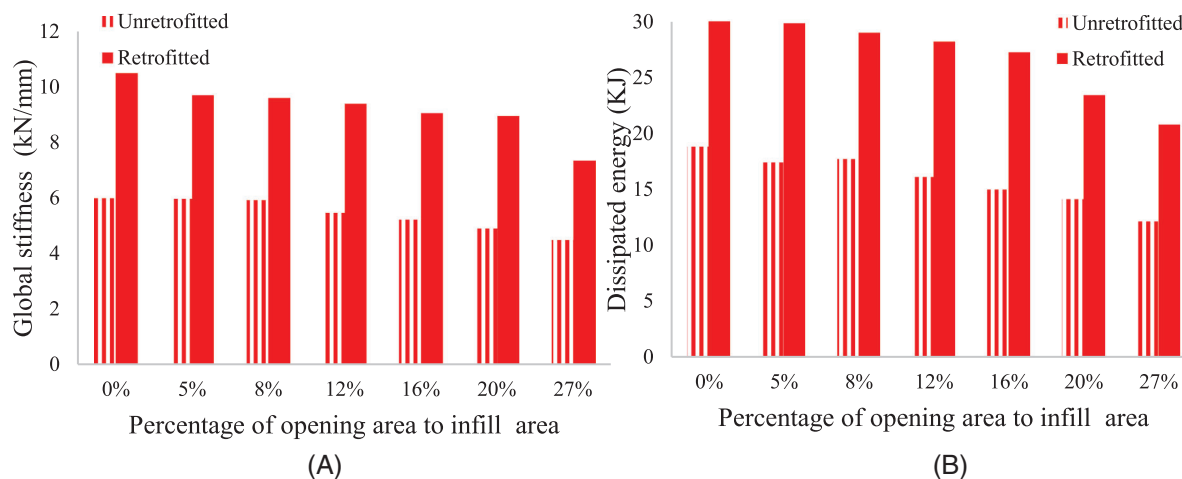 12
10
8
6
4
2
0
Global stiffness (kN/mm)
Unretrofitted
Retrofitted
0% 5% 8% 12% 16% 20% 27%
Percentage of opening area to infill area
(A)
30
25
20
15
10
5
0
Dissipated energy (KJ)
Unretrofitted
Retrofitted
0% 5% 8% 12% 16% 20% 27%
Percentage of opening area to infill area
(B)